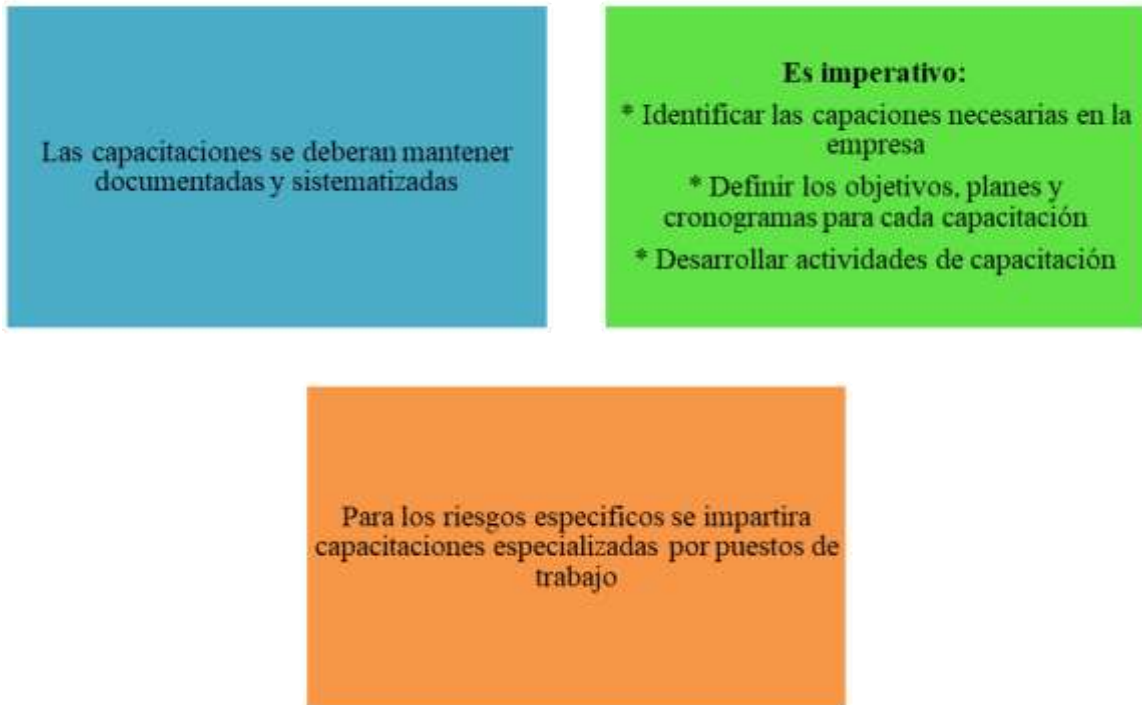 Las capacitaciones se deberan mantener
documentadas y sistematizadas
Es imperativo:
* Identificar las capaciones necesarias en la
empresa
* Definir los objetivos, planes y
cronogramas para cada capacitación
* Desarrollar actividades de capacitación
Para los riesgos especificos se impartira
capacitaciones especializadas por puestos de
trabajo